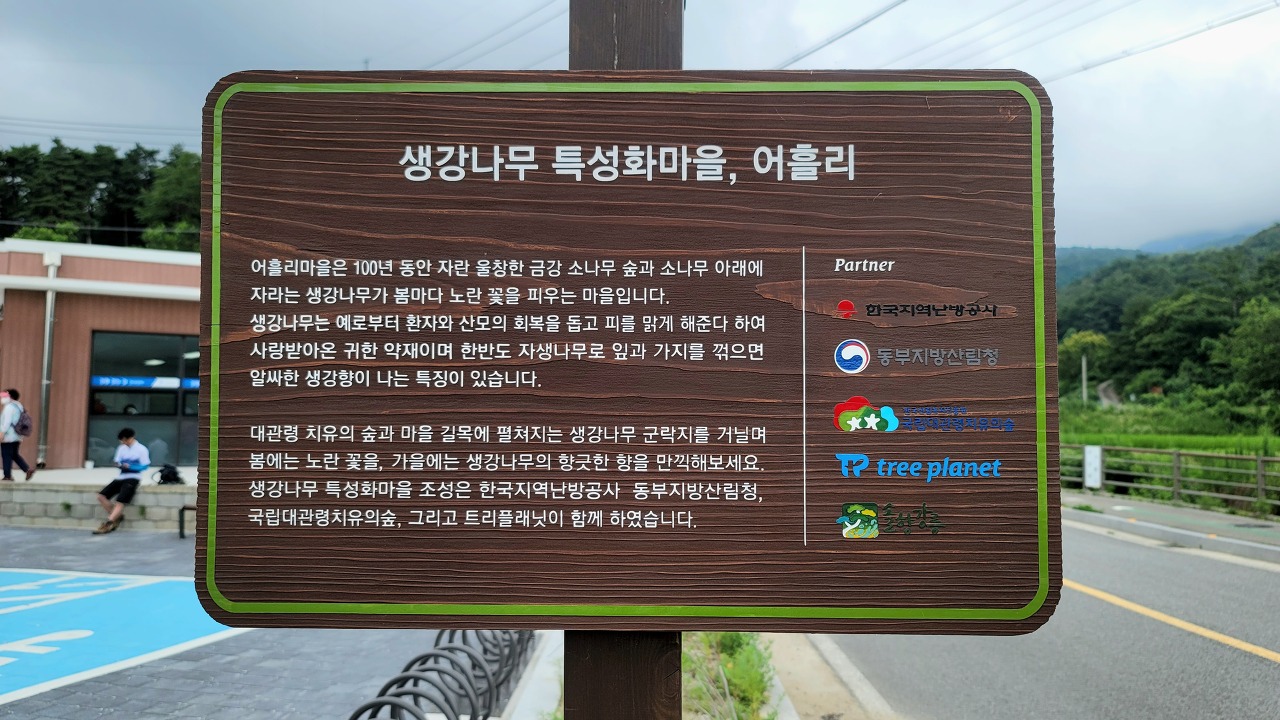 생강나무 특성화마을, 어흘리
어흘리마을은 100년 동안 자란 울창한 금강 소나무 숲과 소나무 아래에
자라는 생강나무가 봄마다 노란 꽃을 피우는 마을입니다.
생강나무는 예로부터 환자와 산모의 회복을 돕고 피를 맑게 해준다 하여
사랑받아온 귀한 약재이며 한반도 자생나무로 잎과 가지를 꺾으면
알싸한 생강향이 나는 특징이 있습니다.
대관령 치유의 숲과 마을 길목에 펼쳐지는 생강나무 군락지를 거닐며
봄에는 노란 꽃을, 가을에는 생강나무의 향긋한 향을 만끽해보세요.
생강나무 특성화마을 조성은 한국지역난방공사 동부지방산림청,
국립대관령치유의숲, 그리고 트리플래닛이 함께 하였습니다.
Partner
한국지역난방공사
동부지방산림청
국립대관령치유의숲
TP tree planet
솔향강릉